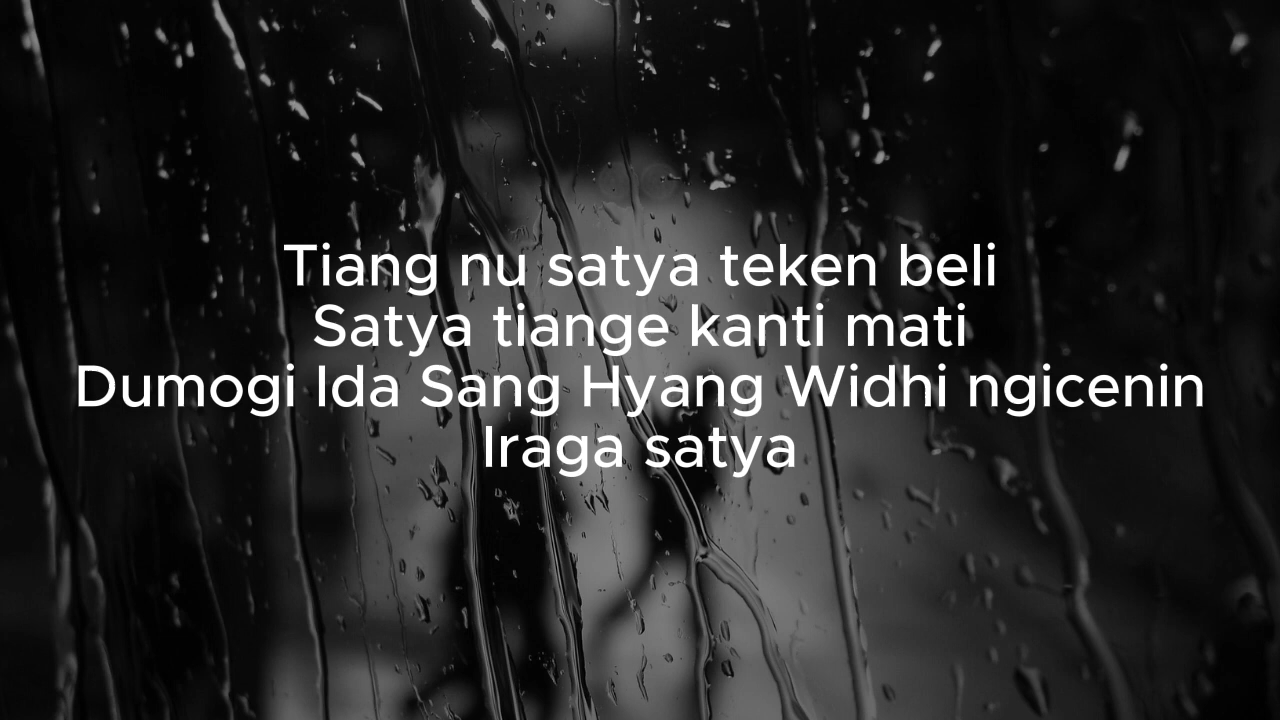 Tiang nu satya teken beli
Satya tiange kanti mati
Dumogi Ida Sang Hyang Widhi ngicenin
Iraga satya